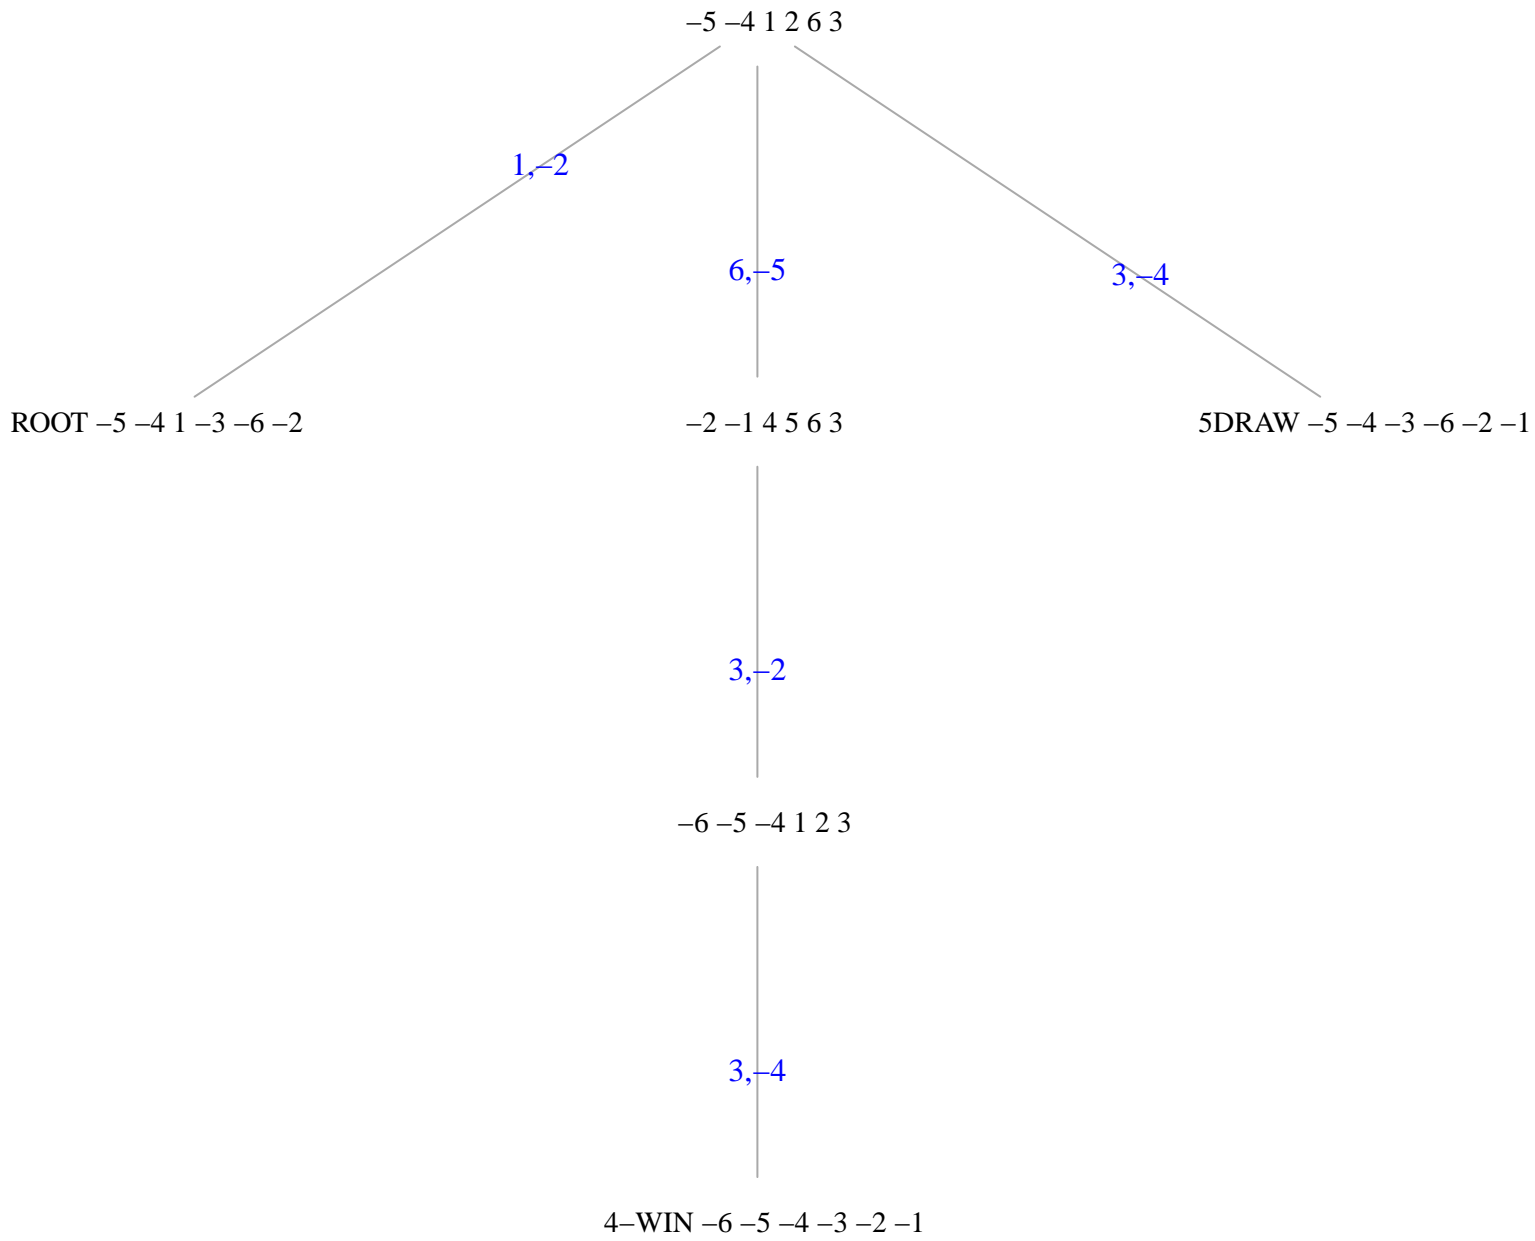 –5 –4 1 2 6 3
1,–2
6,–5
3,–4
ROOT –5 –4 1 –3 –6 –2
–2 –1 4 5 6 3
5DRAW –5 –4 –3 –6 –2 –1
3,–2
–6 –5 –4 1 2 3
3,–4
4–WIN –6 –5 –4 –3 –2 –1